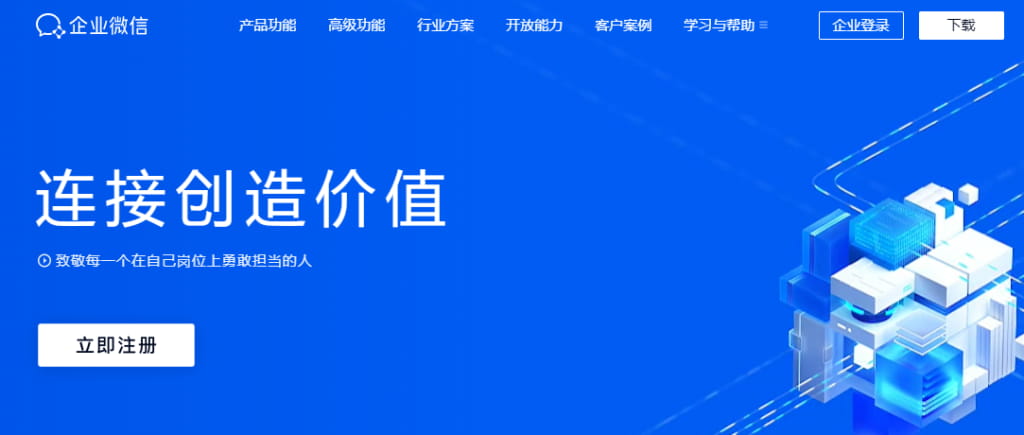 企业微信 产品功能 高级功能 行业方案 开放能力 客户案例 学习与帮助 企业登录 下载
连接创造价值
致敬每一个在自己岗位上勇敢担当的人
立即注册